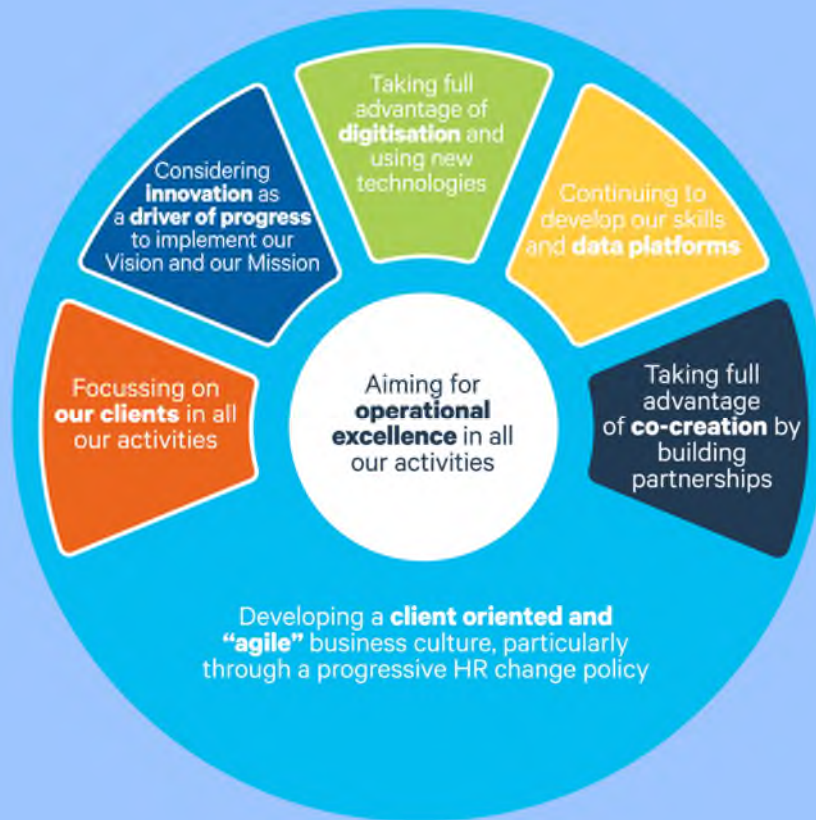 Taking full
advantage of
digitisation and
using new
technologies
Considering
innovation as
a driver of progress
to implement our
Vision and our Mission
Continuing to
develop our skills
and data platforms
Focussing on
our clients in all
our activities
Aiming for
operational
excellence in all
our activities
Taking full
advantage
of co-creation by
building
partnerships
Developing a client oriented and
“agile” business culture, particularly
through a progressive HR change policy